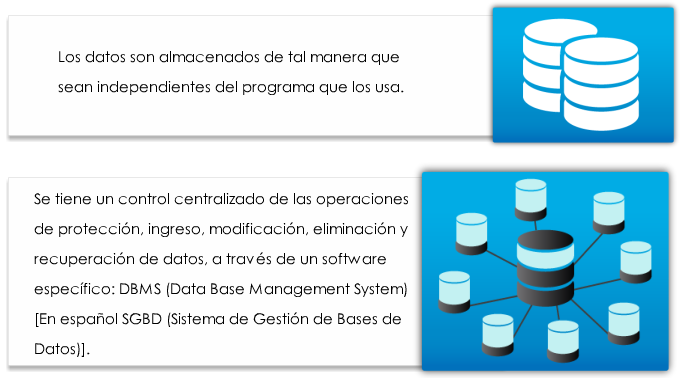 Los datos son almacenados de tal manera que
sean independientes del programa que los usa.
Se tiene un control centralizado de las operaciones
de protección, ingreso, modificación, eliminación y
recuperación de datos, a través de un software
específico: DBMS (Data Base Management System)
[En español SGBD (Sistema de Gestión de Bases de
Datos)].